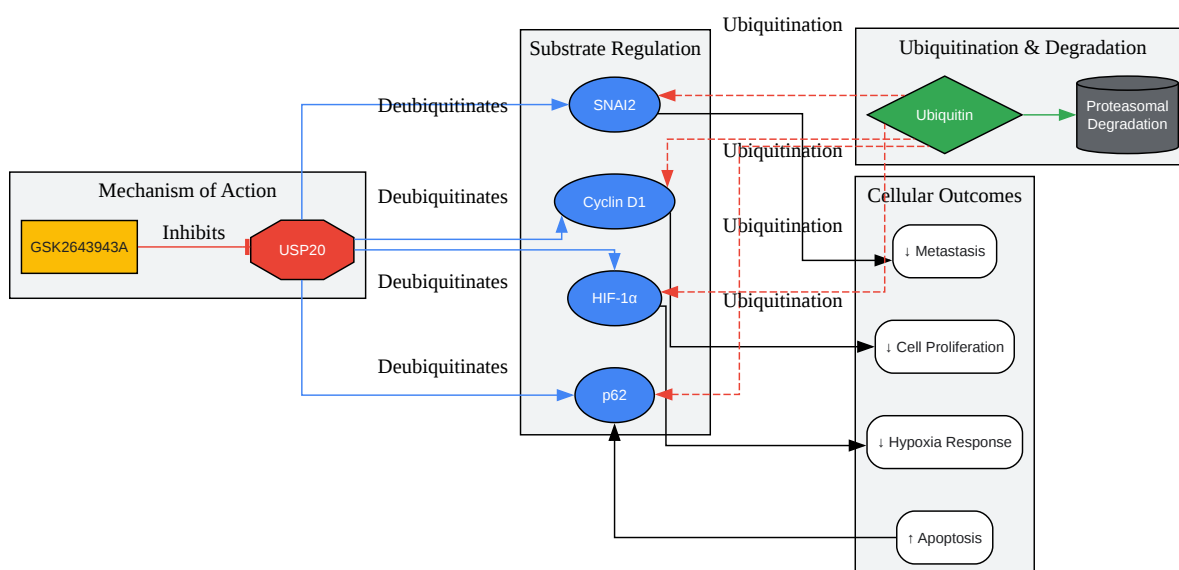 Ubiquitination
Substrate Regulation
Ubiquitination & Degradation
Deubiquitinates
SNAI2
Ubiquitin
Proteasomal
Degradation
Ubiquitination
Mechanism of Action
Deubiquitinates
Cyclin D1
Cellular Outcomes
GSK2643943A
Inhibits
USP20
Ubiquitination
↓ Metastasis
Deubiquitinates
HIF-1α
Ubiquitination
↓ Cell Proliferation
Deubiquitinates
p62
↓ Hypoxia Response
↑ Apoptosis